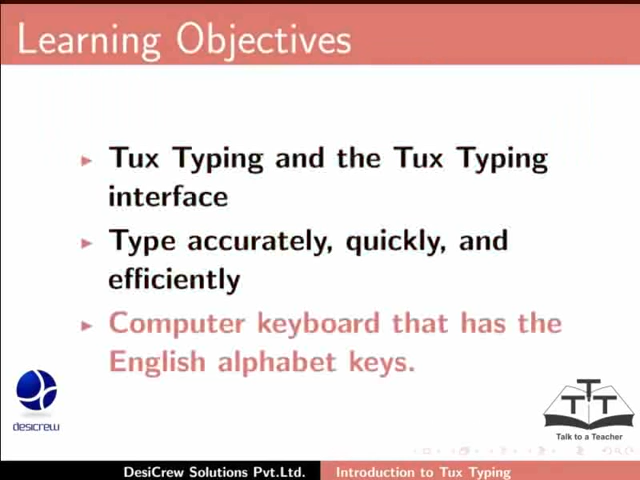 Learning Objectives
Tux Typing and the Tux Typing
interface
Type accurately, quickly, and
efficiently
Computer keyboard that has the
English alphabet keys.
desicrew
TTT
Talk to a Teacher
DesiCrew Solutions Pvt.Ltd.
Introduction to Tux Typing